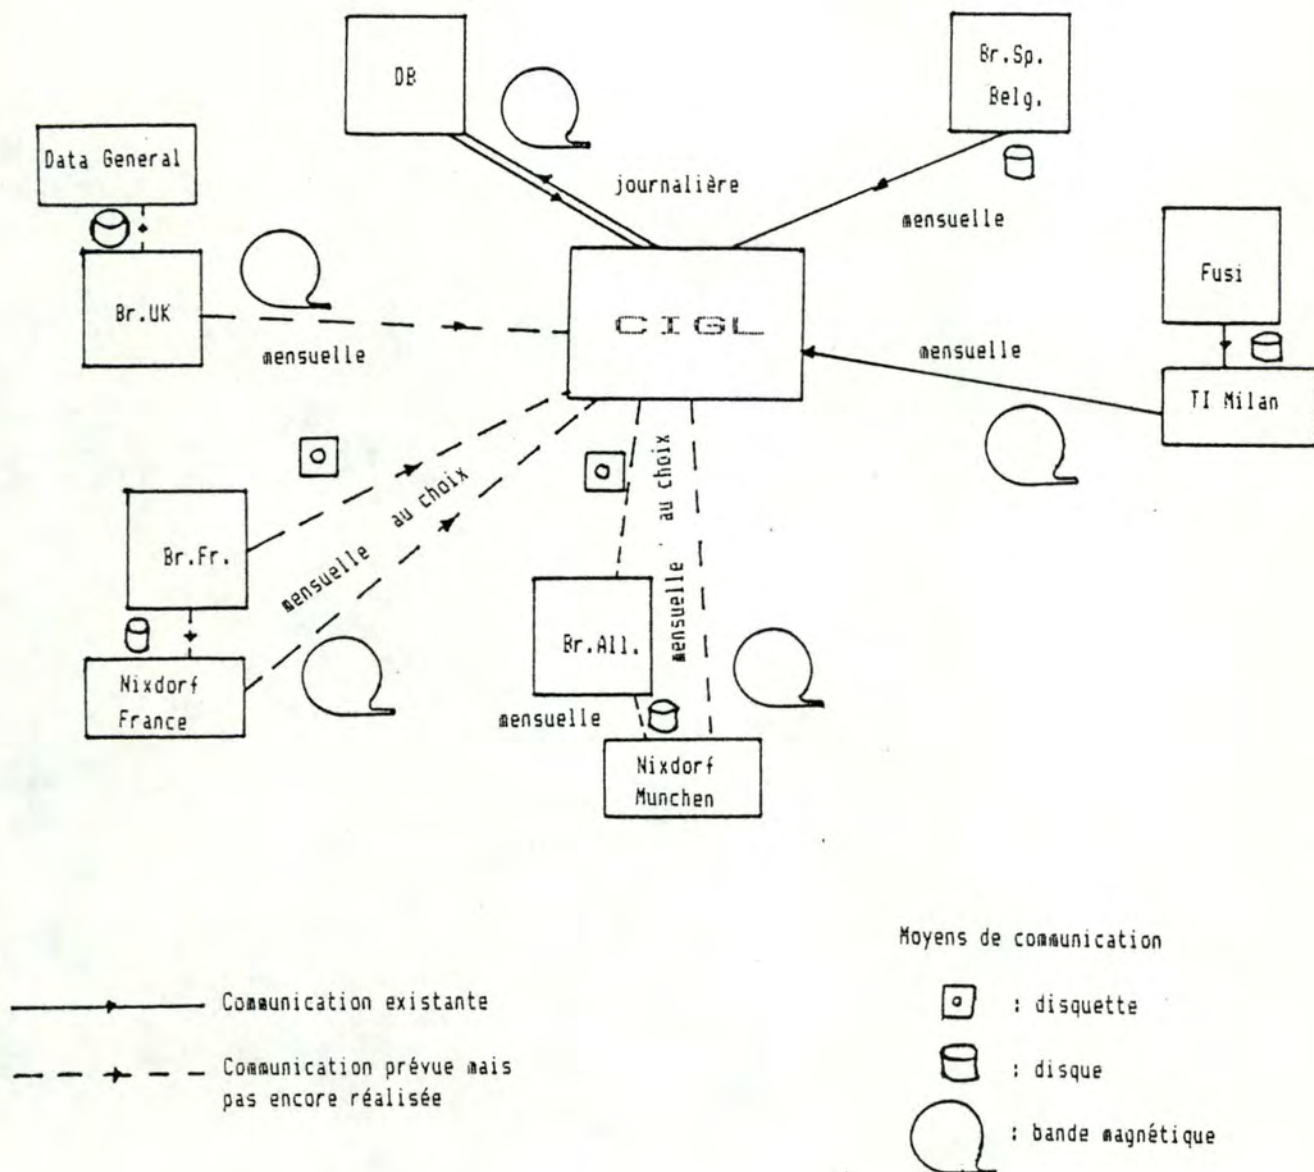 DB
Br.Sp.
Belg.
Data General
journalière
mensuelle
Fusi
Br.UK
CIGL
mensuelle
mensuelle
TI Milan
au choix
au choix
Br.Fr.
mensuelle
mensuelle
Br.All.
Nixdorf
France
mensuelle
Nixdorf
Munchen
Moyens de communication
Communication existante
: disquette
Communication prévue mais
pas encore réalisée
: disque
: bande magnétique